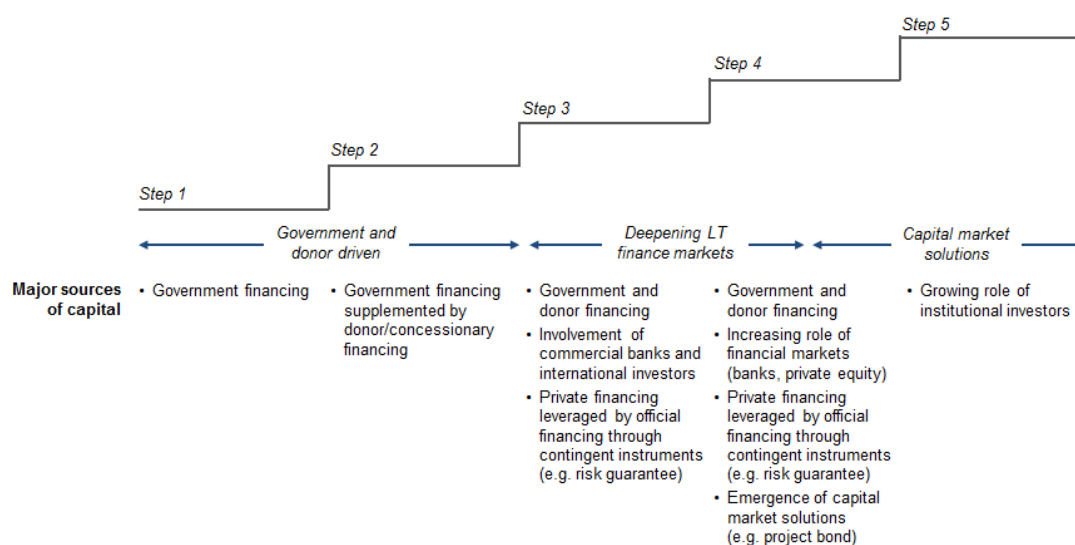 Step 5
Step 4
Step 3
Step 2
Step 1
Government and
donor driven
Deepening LT
finance markets
Capital market
solutions
Major sources
of capital
• Government financing
• Government financing
supplemented by
donor/concessionary
financing
• Government and
donor financing
• Involvement of
commercial banks and
international investors
• Private financing
leveraged by official
financing through
contingent instruments
(e.g. risk guarantee)
• Government and
donor financing
• Increasing role of
financial markets
(banks, private equity)
• Private financing
leveraged by official
financing through
contingent instruments
(e.g. risk guarantee)
• Emergence of capital
market solutions
(e.g. project bond)
• Growing role of
institutional investors